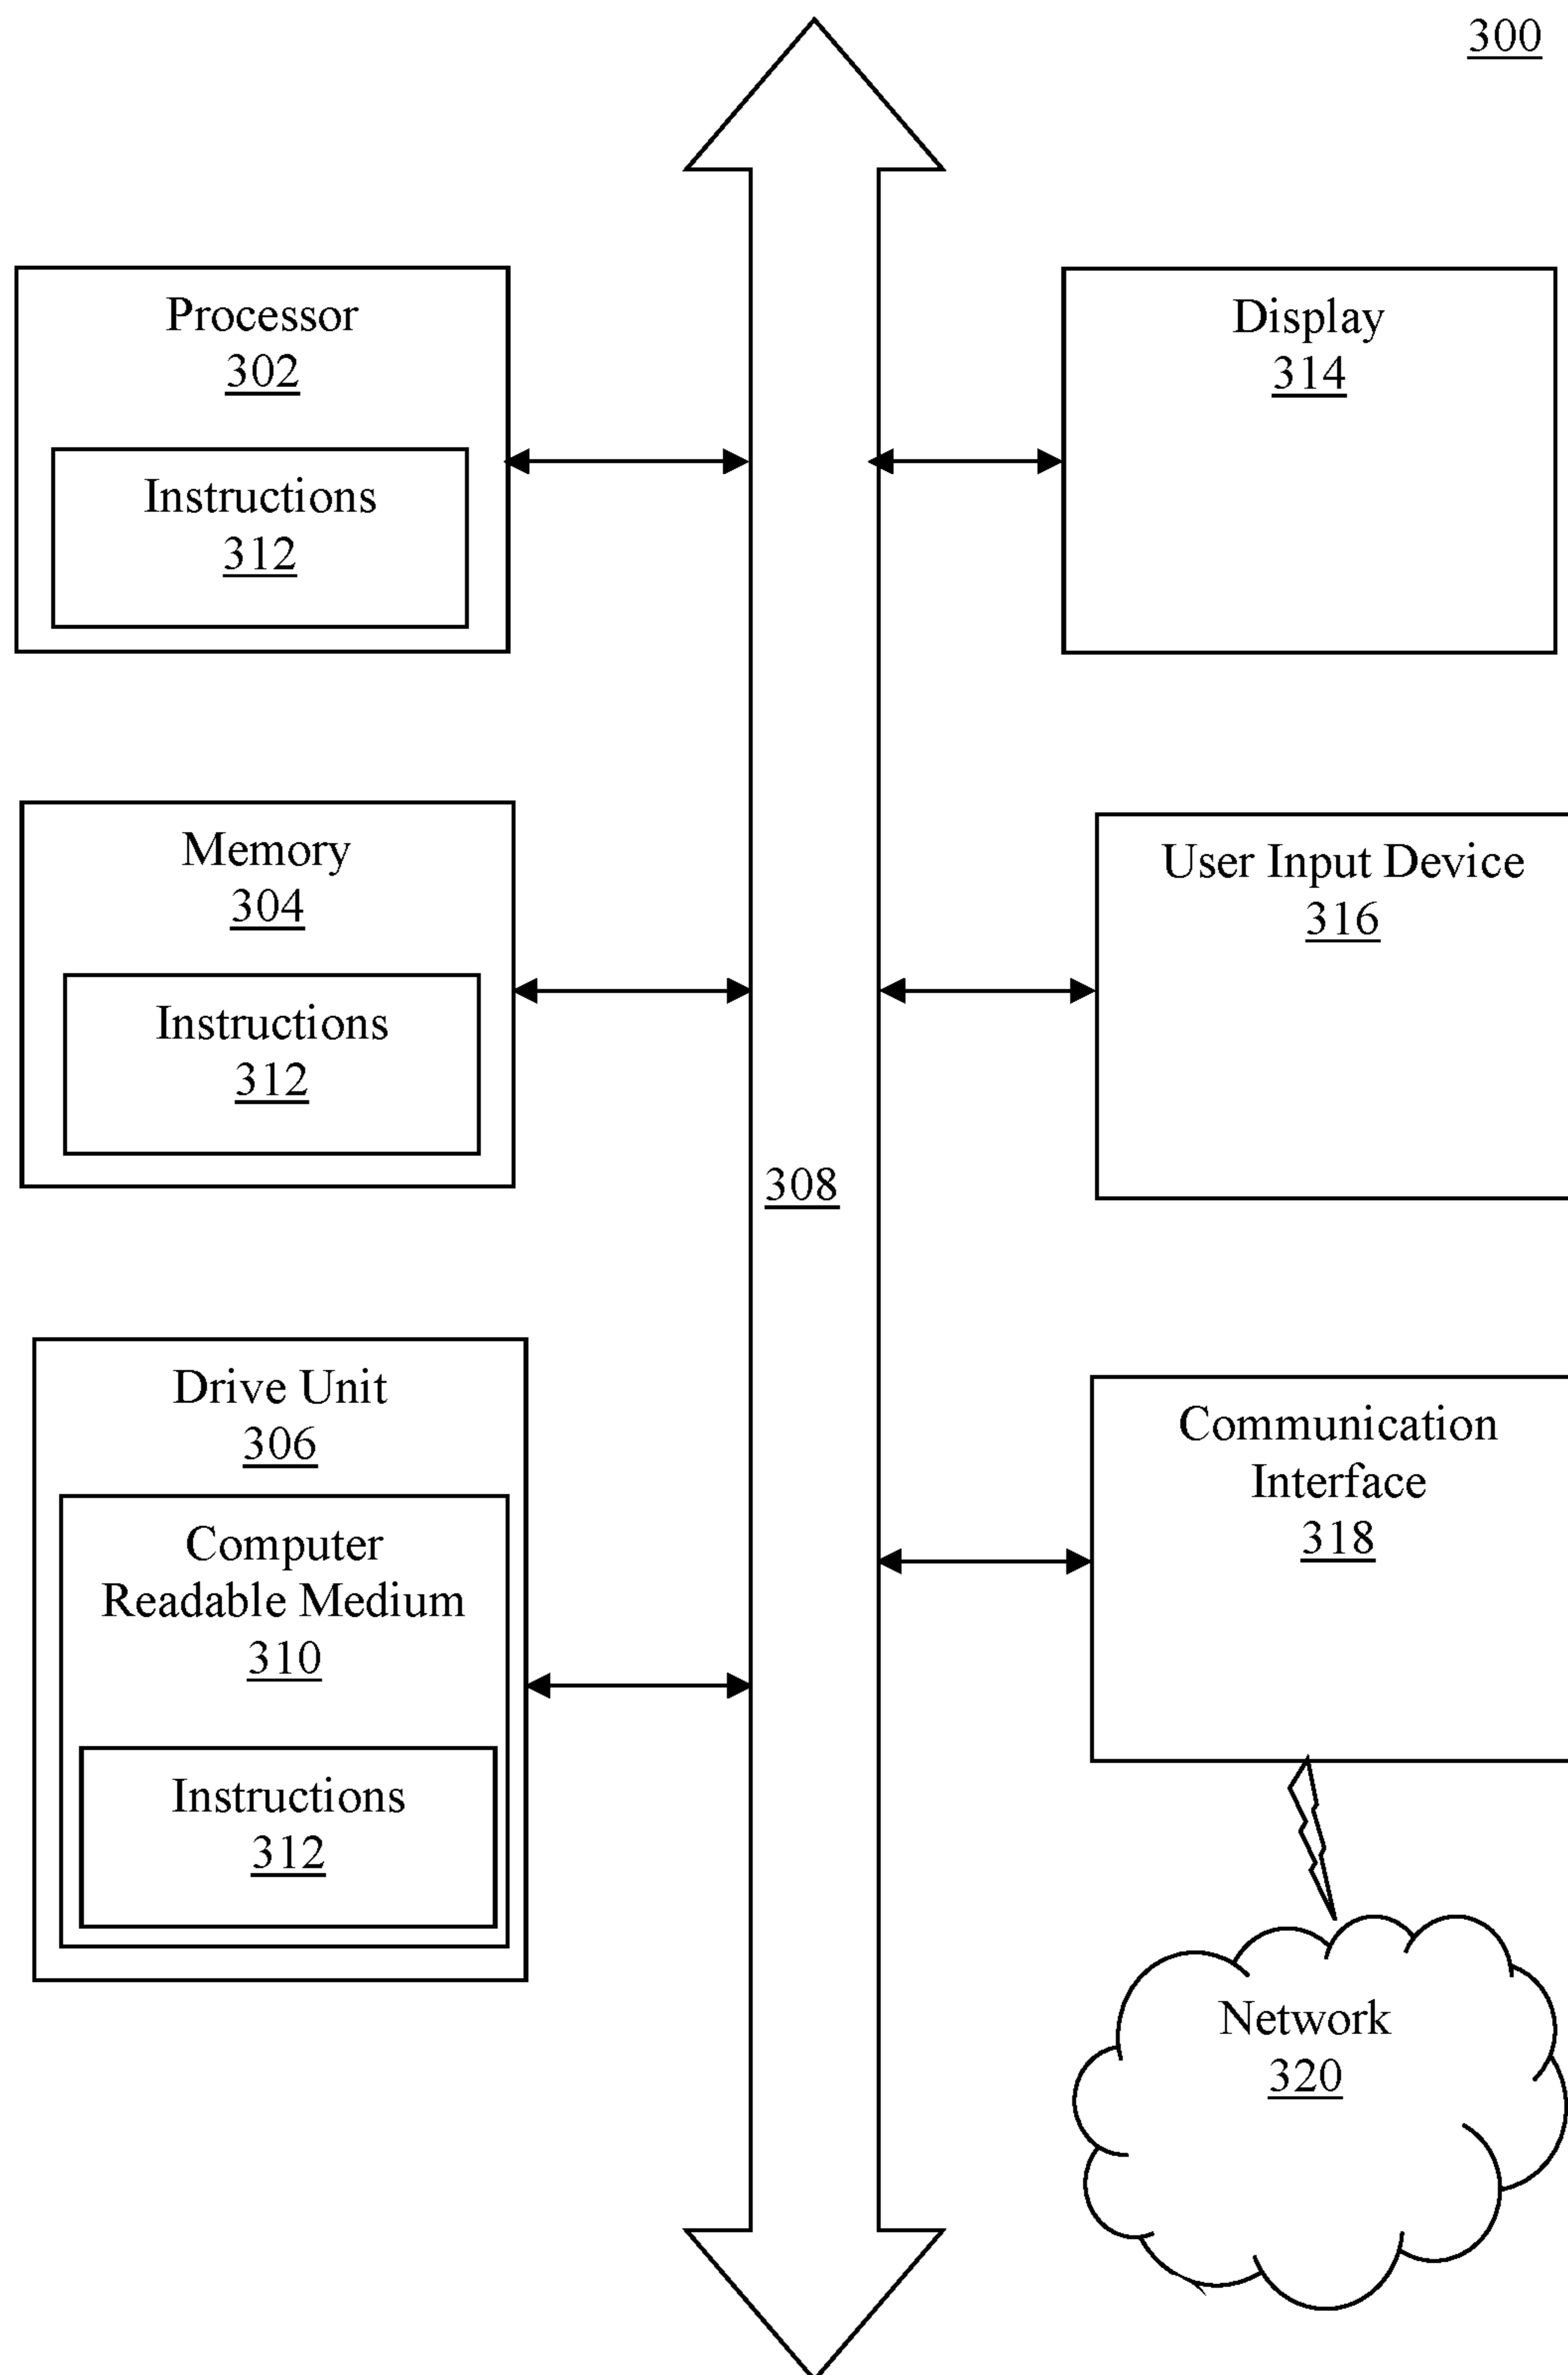 300
Processor
302
Instructions
312
Display
314
Memory
304
Instructions
312
User Input Device
316
308
Drive Unit
306
Computer
Readable Medium
310
Instructions
312
Communication
Interface
318
Network
320